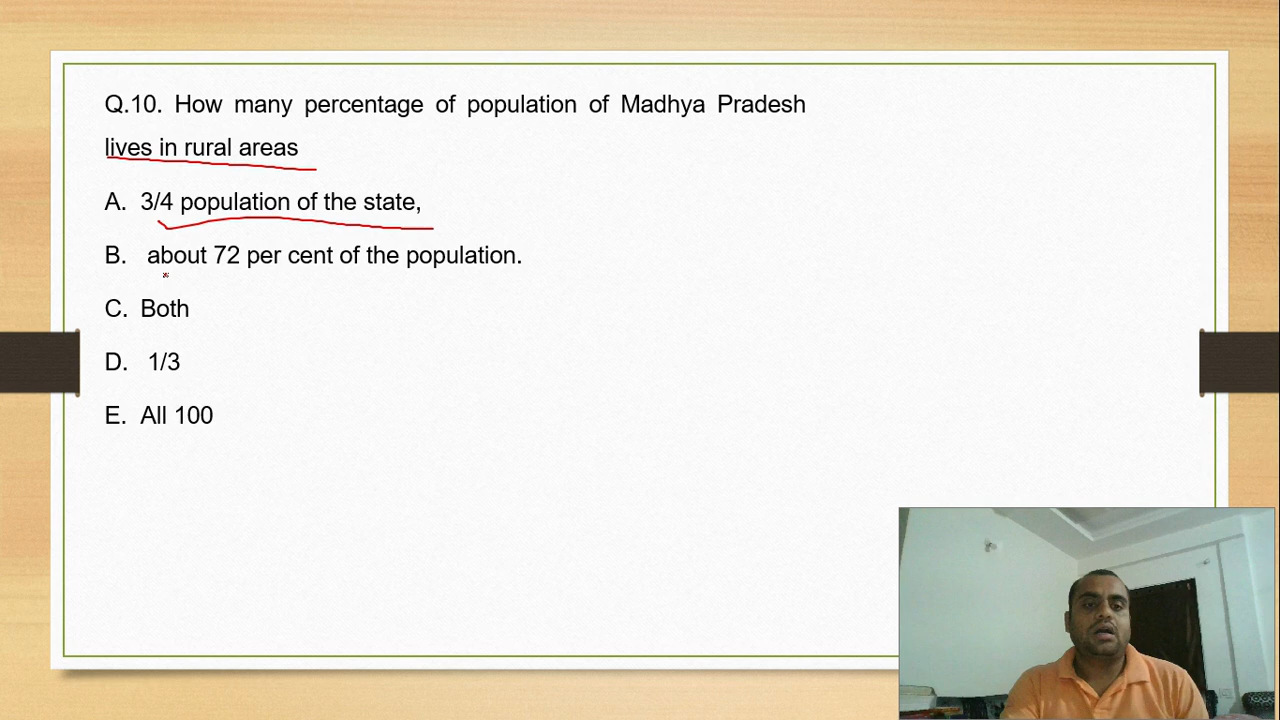 Q.10. How many percentage of population of Madhya Pradesh
lives in rural areas
A. 3/4 population of the state,
B. about 72 per cent of the population.
C. Both
D. 1/3
E. All 100